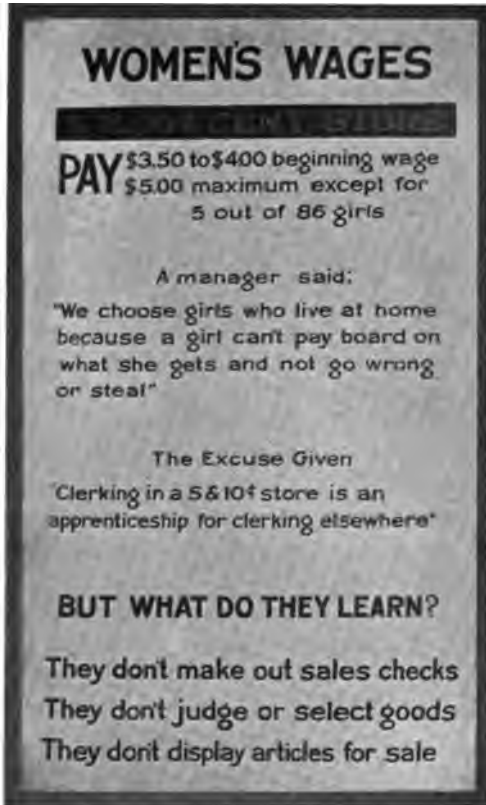 WOMEN'S WAGES
CENT STORE
PAY $3.50 to $400 beginning wage
$5.00 maximum except for
5 out of 86 girls
A manager said:
"We choose girls who live at home
because a girl can't pay board on
what she gets and not go wrong
or steal"
The Excuse Given
"Clerking in a 5 & 10¢ store is an
apprenticeship for clerking elsewhere"
BUT WHAT DO THEY LEARN?
They don't make out sales checks
They don't judge or select goods
They don't display articles for sale